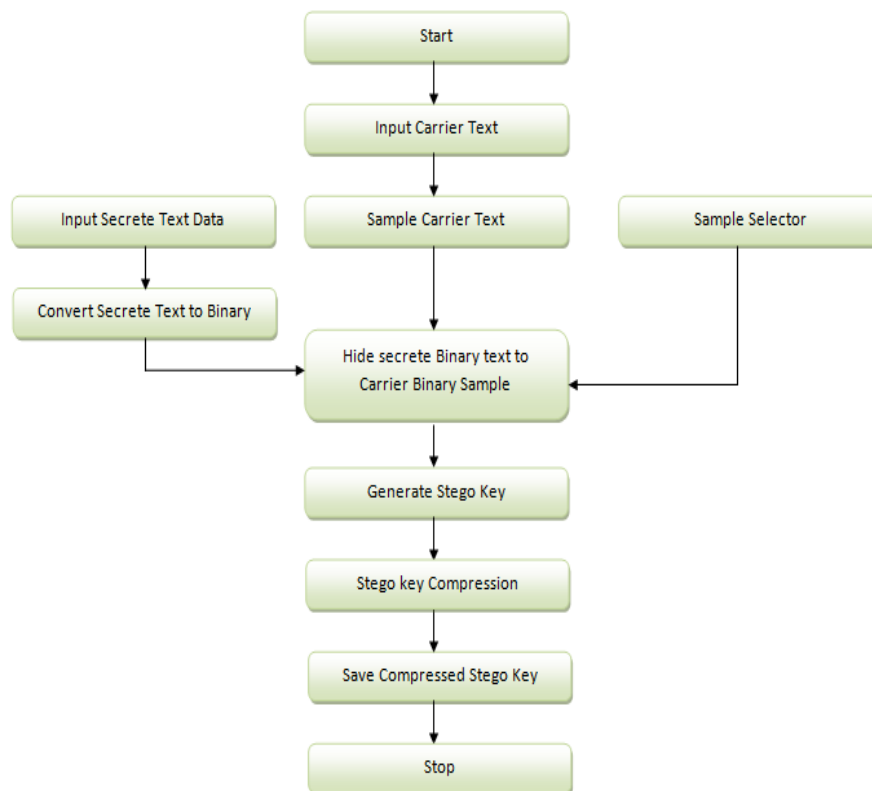 Start
Input Carrier Text
Input Secrete Text Data
Sample Carrier Text
Sample Selector
Convert Secrete Text to Binary
Hide secrete Binary text to
Carrier Binary Sample
Generate Stego Key
Stego key Compression
Save Compressed Stego Key
Stop